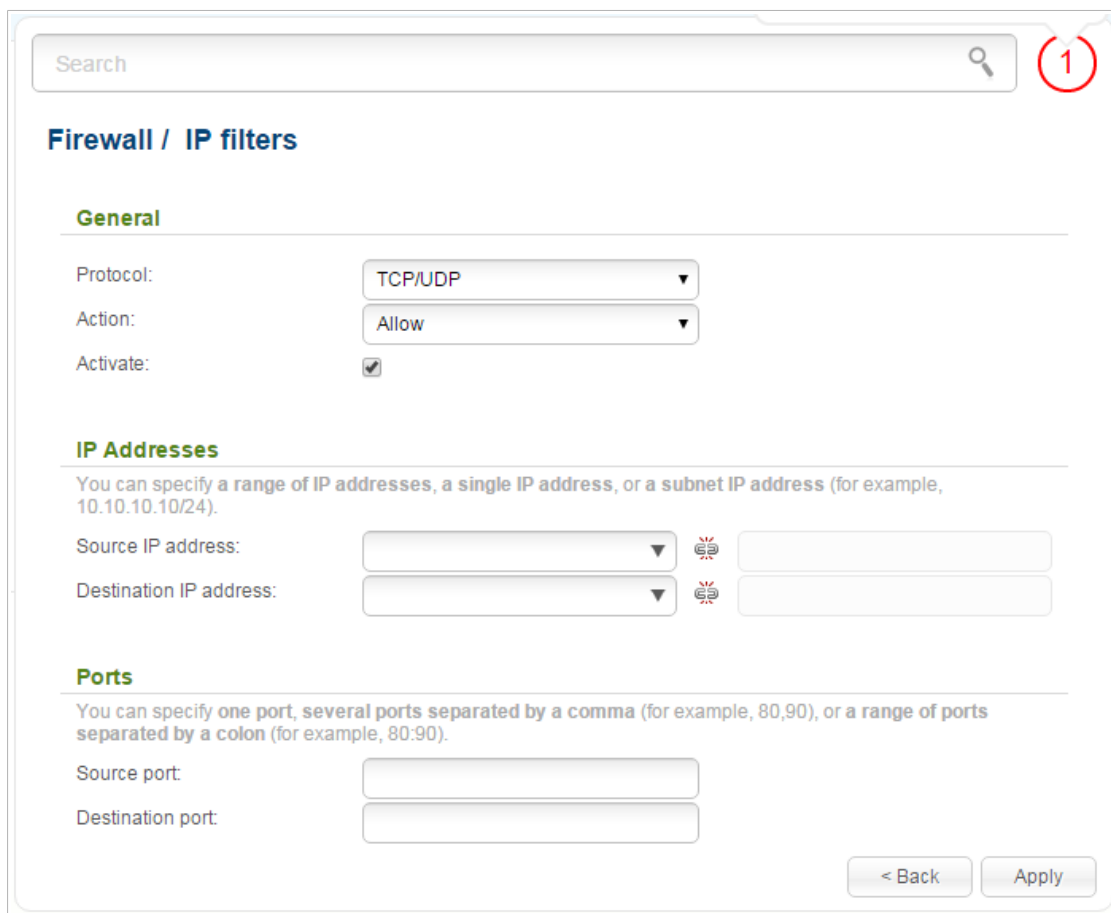 Search
1
Firewall / IP filters
General
Protocol: TCP/UDP
Action: Allow
Activate:
IP Addresses
You can specify a range of IP addresses, a single IP address, or a subnet IP address (for example,
10.10.10.10/24).
Source IP address:
Destination IP address:
Ports
You can specify one port, several ports separated by a comma (for example, 80,90), or a range of ports
separated by a colon (for example, 80:90).
Source port:
Destination port:
< Back Apply